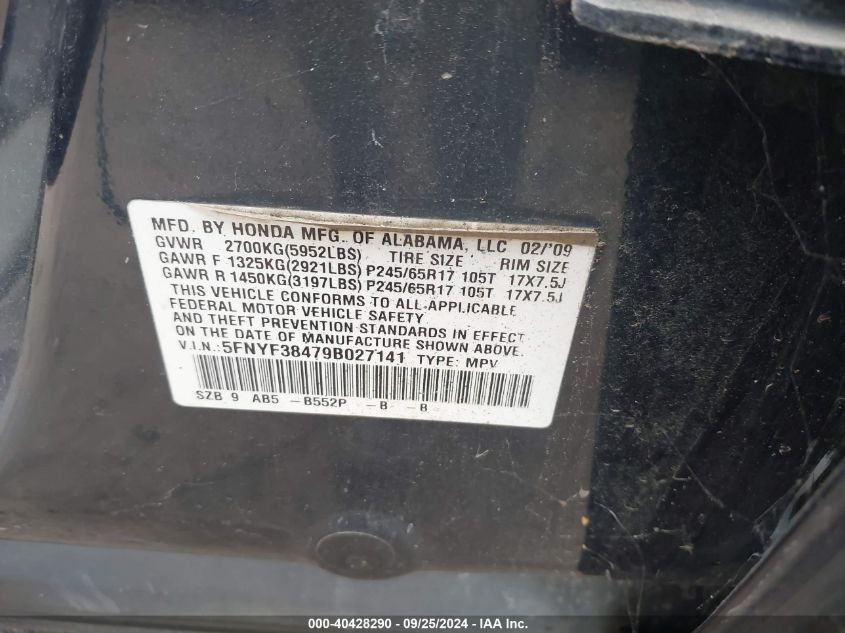 MFD. BY HONDA MFG. OF ALABAMA, LLC 02/'09
GVWR 2700KG(5952LBS) TIRE SIZE RIM SIZE
GAWR F 1325KG(2921LBS) P245/65R17 105T 17X7.5J
GAWR R 1450KG(3197LBS) P245/65R17 105T 17X7.5J
THIS VEHICLE CONFORMS TO ALL APPLICABLE
FEDERAL MOTOR VEHICLE SAFETY
AND THEFT PREVENTION STANDARDS IN EFFECT
ON THE DATE OF MANUFACTURE SHOWN ABOVE.
V.I.N.: 5FNYF38479B027141 TYPE: MPV
SZB 9 AB5 -B552P -B -B
000-40428290 - 09/25/2024 - IAA Inc.